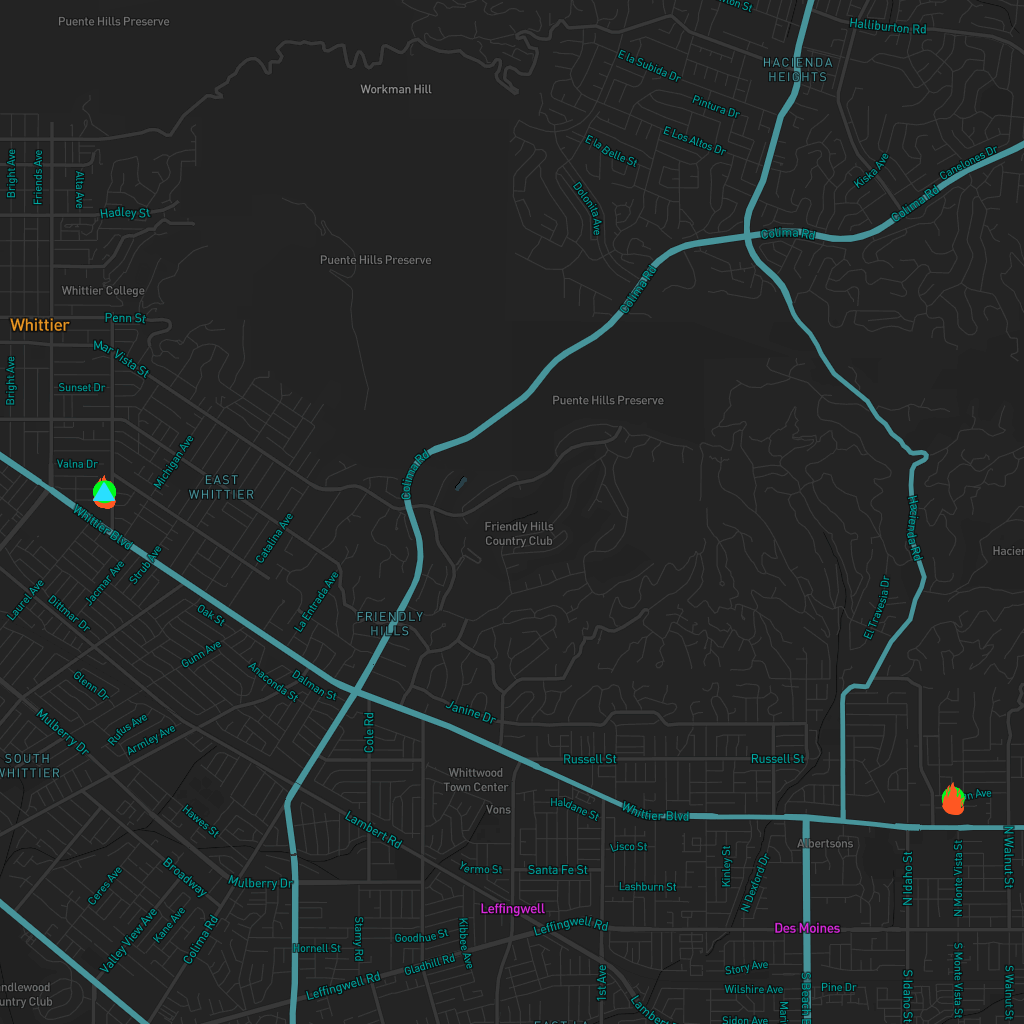 Puente Hills Preserve
Halliburton Rd
HACIENDA
HEIGHTS
E la Subida Dr
Workman Hill
Pintura Dr
E Los Altos Dr
E la Belle St
Bright Ave
Friends Ave
Alta Ave
Kiska Ave
Canelones Dr
Dolonita Ave
Colima Rd
Hadley St
Colima Rd
Puente Hills Preserve
Whittier College
Colima Rd
Penn St
Whittier
Mar Vista St
Bright Ave
Sunset Dr
Puente Hills Preserve
Michigan Ave
Valna Dr
Colima Rd
EAST
WHITTIER
Whittier Blvd
Friendly Hills
Country Club
Hacienda Rd
Catalina Ave
Strub Ave
Jacmar Ave
Laurel Ave
Dittmar Dr
La Entrada Ave
El Travesia Dr
Oak St
FRIENDLY
HILLS
Gunn Ave
Anaconda St
Dalman St
Glenn Dr
Janine Dr
Mulberry Dr
Rufus Ave
Armley Ave
Cole Rd
SOUTH
WHITTIER
Russell St
Russell St
Whittwood
Town Center
Vons
Haldane St
Whittier Blvd
Hawes St
Lambert Rd
Albertsons
N Walnut St
Lisco St
Kinley St
N Idaho St
N Monte Vista St
Yermo St
Santa Fe St
Broadway
Mulberry Dr
Ceres Ave
Lashburn St
N Dexford Dr
Leffingwell
Kane Ave
Valley View Ave
Colima Rd
Stamy Rd
Goodhue St
Kibbee Ave
Leffingwell Rd
Des Moines
Gladhill Rd
Leffingwell Rd
1st Ave
Story Ave
Wilshire Ave
Pine Dr
S Idaho St
S Monte Vista St
S Walnut St
Country Club
Sidon Ave